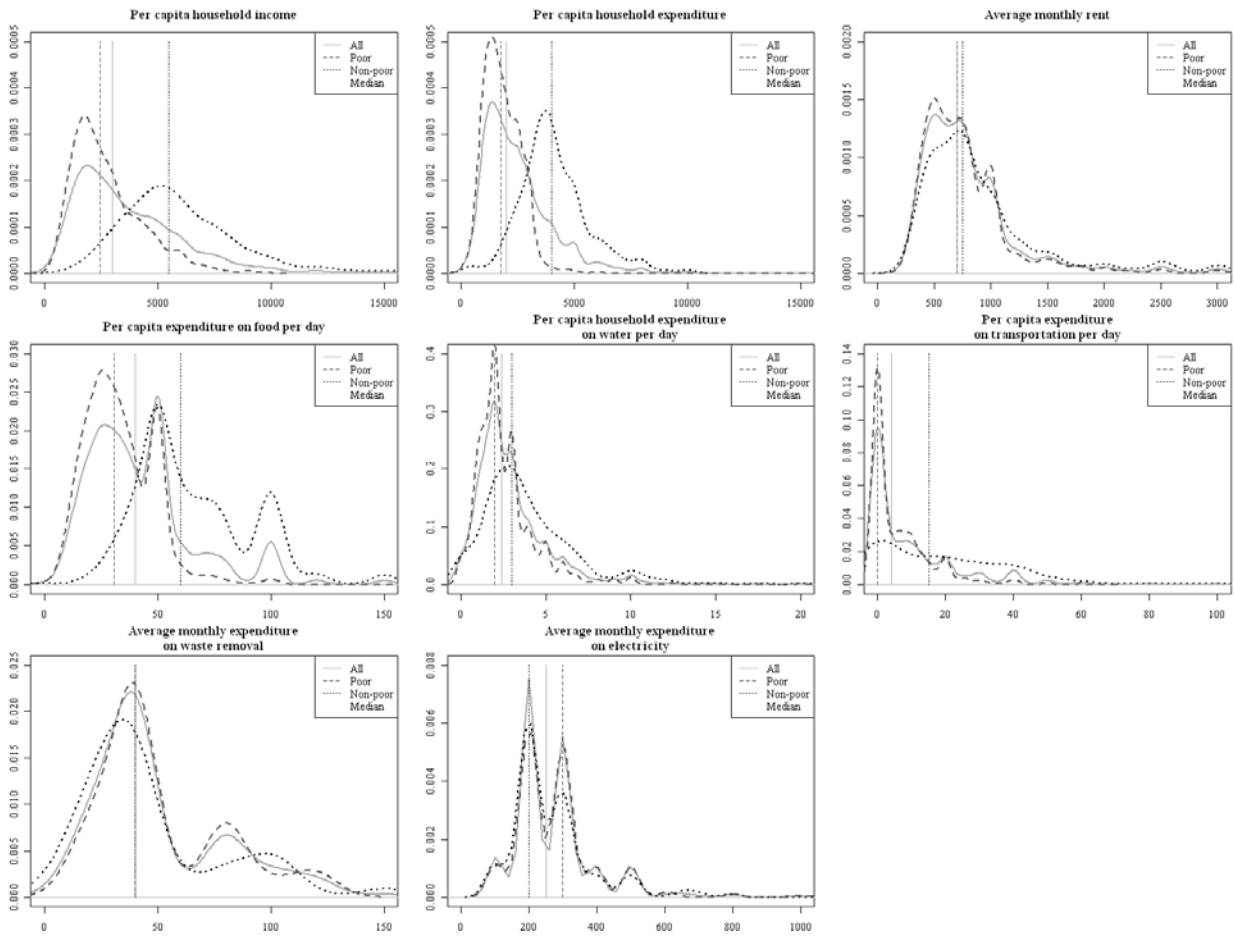 Per capita household income
0.0005
0.0004
0.0003
0.0002
0.0001
0.0000
All
Poor
Non-poor
Median
0
5000
10000
15000
Per capita household expenditure
0.0005
0.0004
0.0003
0.0002
0.0001
0.0000
All
Poor
Non-poor
Median
0
5000
10000
15000
Average monthly rent
0.0020
0.0015
0.0010
0.0005
0.0000
All
Poor
Non-poor
Median
0
500
1000
1500
2000
2500
3000
Per capita expenditure on food per day
0.030
0.025
0.020
0.015
0.010
0.005
0.000
All
Poor
Non-poor
Median
0
50
100
150
Per capita household expenditure
on water per day
0.4
0.3
0.2
0.1
0.0
All
Poor
Non-poor
Median
0
5
10
15
20
Per capita expenditure
on transportation per day
0.14
0.12
0.10
0.08
0.06
0.04
0.02
0.00
All
Poor
Non-poor
Median
0
20
40
60
80
100
Average monthly expenditure
on waste removal
0.025
0.020
0.015
0.010
0.005
0.000
All
Poor
Non-poor
Median
0
50
100
150
Average monthly expenditure
on electricity
0.008
0.006
0.004
0.002
0.000
All
Poor
Non-poor
Median
0
200
400
600
800
1000